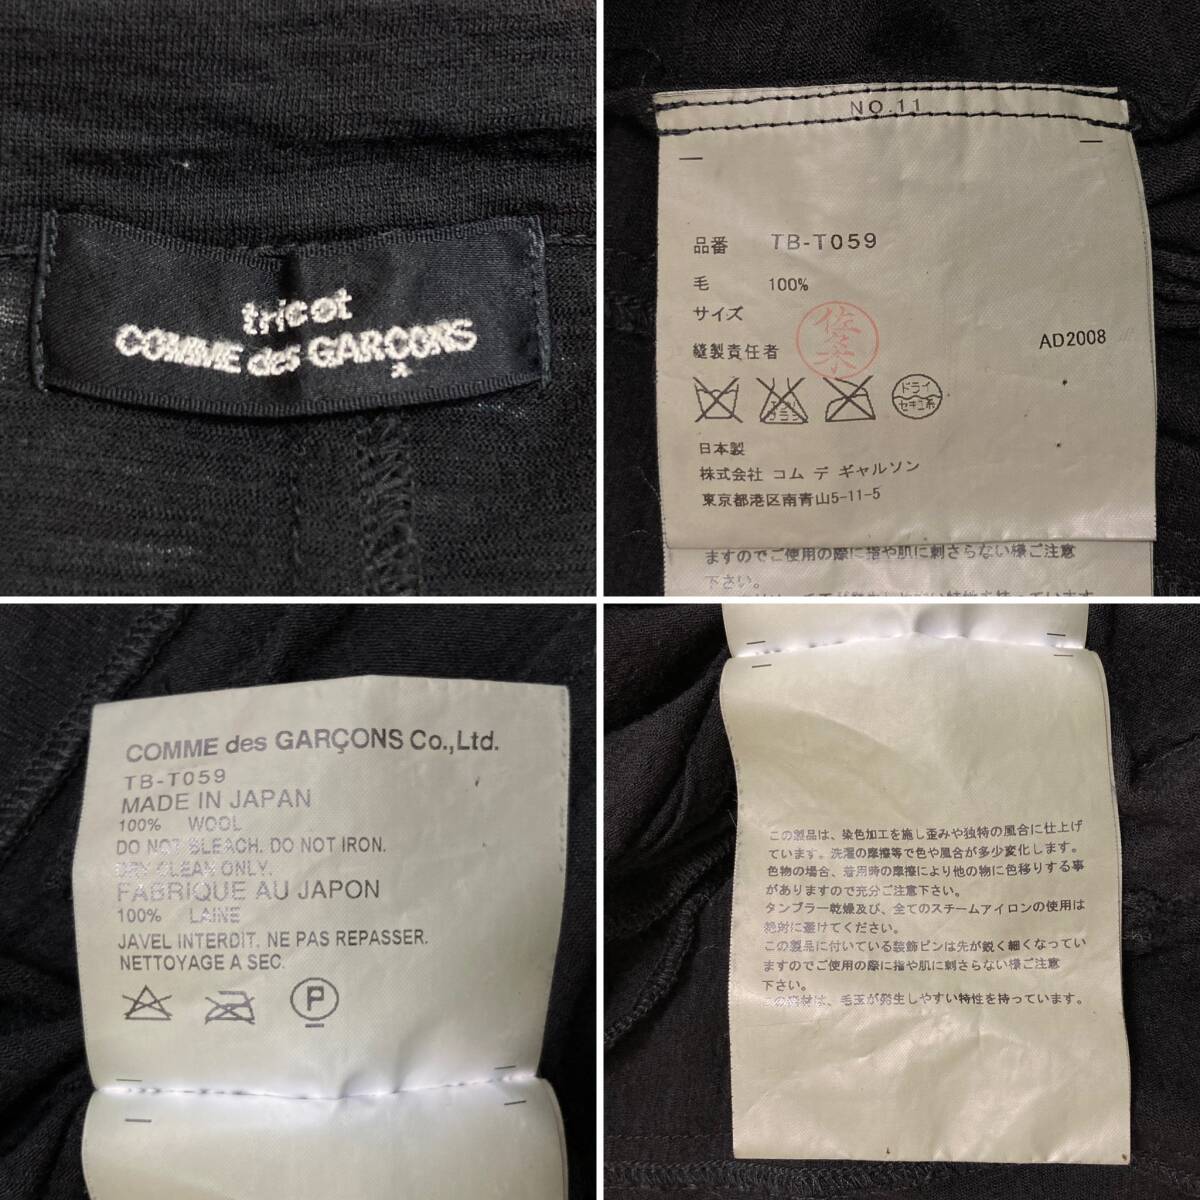 tricot
COMME des GARÇONS
NO.11
品番 TB-T059
毛 100%
サイズ
縫製責任者
佐条
AD2008
ドライ
セキユ系
日本製
株式会社 コム デ ギャルソン
東京都港区南青山5-11-5
ますのでご使用の際に指や肌に刺さらない様ご注意
下さい。
COMME des GARÇONS Co.,Ltd.
TB-T059
MADE IN JAPAN
100% WOOL
DO NOT BLEACH. DO NOT IRON.
DRY CLEAN ONLY.
FABRIQUE AU JAPON
100% LAINE
JAVEL INTERDIT. NE PAS REPASSER.
NETTOYAGE A SEC.
P
この製品は、染色加工を施し歪みや独特の風合に仕上げ
ています。洗濯の摩擦等で色や風合が多少変化します。
色物の場合、着用時の摩擦により他の物に色移りする事
がありますので充分ご注意下さい。
タンブラー乾燥及び、全てのスチームアイロンの使用は
絶対に避けてください。
この製品に付いている装飾ピンは先が鋭く細くなってい
ますのでご使用の際に指や肌に刺さらない様ご注意
下さい。
この素材は、毛玉が発生しやすい特性を持っています。